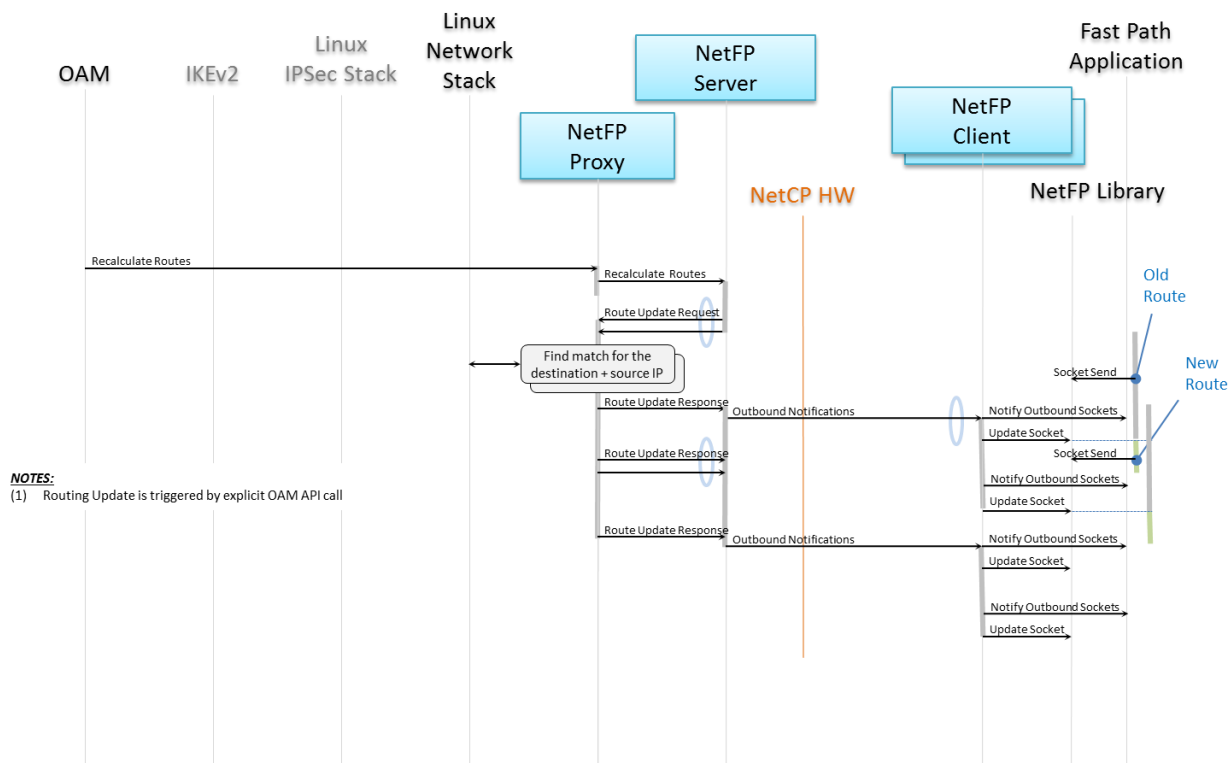 OAM
IKEv2
Linux
IPSec Stack
Linux
Network
Stack
NetFP
Proxy
NetFP
Server
NetCP HW
NetFP
Client
Fast Path
Application
NetFP Library
Recalculate Routes
Recalculate Routes
Old
Route
Route Update Request
Find match for the
destination + source IP
New
Route
Socket Send
Route Update Response
Outbound Notifications
Notify Outbound Sockets
Update Socket
Route Update Response
Socket Send
NOTES:
(1) Routing Update is triggered by explicit OAM API call
Notify Outbound Sockets
Update Socket
Route Update Response
Outbound Notifications
Notify Outbound Sockets
Update Socket
Notify Outbound Sockets
Update Socket